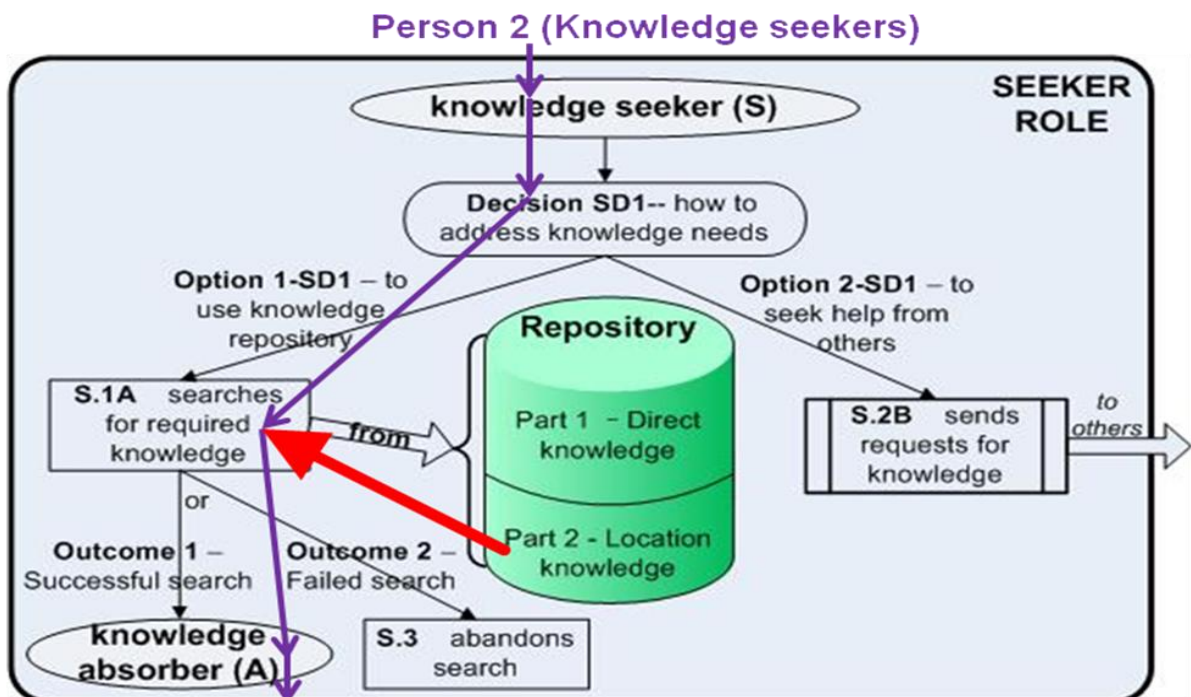 Person 2 (Knowledge seekers)
SEEKER
ROLE
knowledge seeker (S)
Decision SD1-- how to
address knowledge needs
Option 1-SD1 – to
use knowledge
repository
Option 2-SD1 – to
seek help from
others
Repository
Part 1 – Direct
knowledge
Part 2 - Location
knowledge
S.1A searches
for required
knowledge
from
S.2B sends
requests for
knowledge
to
others
or
Outcome 1 –
Successful search
Outcome 2 –
Failed search
knowledge
absorber (A)
S.3 abandons
search